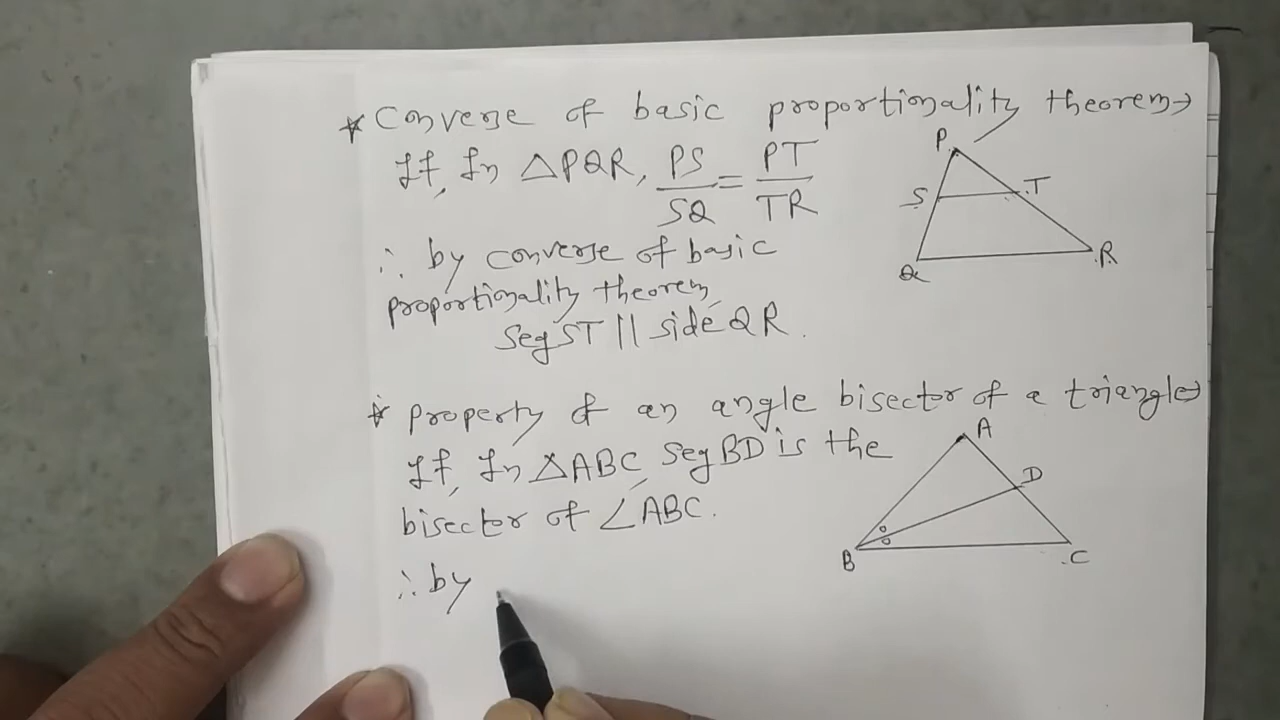 * Converse of basic proportionality theorem→
If, In △PQR, PS/SQ = PT/TR
∴ by converse of basic
proportionality theorem,
seg ST || side QR.
P
S
T
Q
R
* property of an angle bisector of a triangle→
If, In △ABC, seg BD is the
bisector of ∠ABC.
∴ by
A
D
B
C